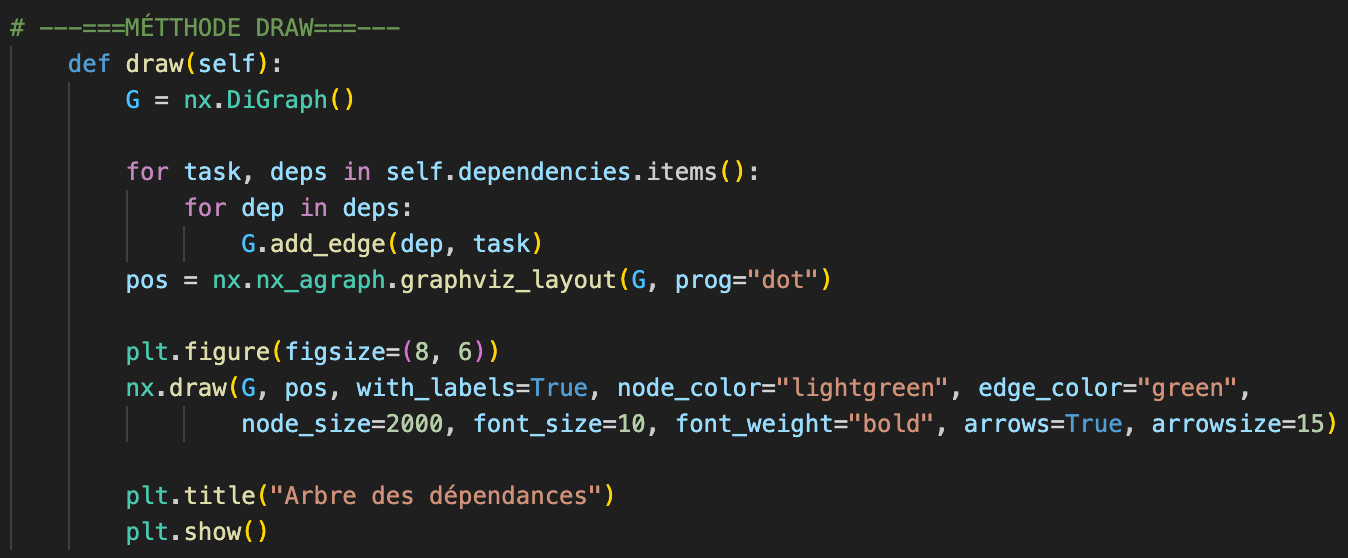 # ---===MÉTTHODE DRAW===---
def draw(self):
G = nx.DiGraph()
for task, deps in self.dependencies.items():
for dep in deps:
G.add_edge(dep, task)
pos = nx.nx_agraph.graphviz_layout(G, prog="dot")
plt.figure(figsize=(8, 6))
nx.draw(G, pos, with_labels=True, node_color="lightgreen", edge_color="green",
node_size=2000, font_size=10, font_weight="bold", arrows=True, arrowsize=15)
plt.title("Arbre des dépendances")
plt.show()